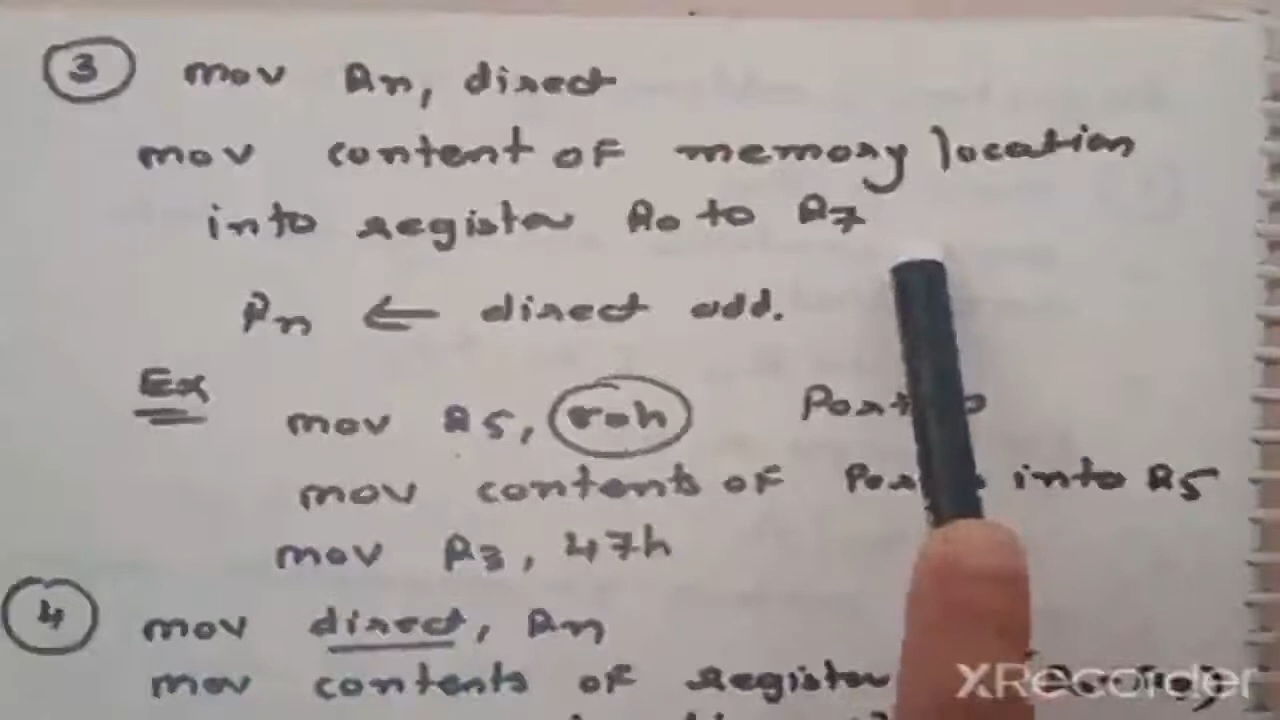 3 mov Rn, direct
mov content of memory location
into register R0 to R7
Rn ← direct add.
Ex
mov R5, 80h Port
mov contents of into R5
mov R3, 47h
4 mov direct, Rn
mov contents of register
XRecorder